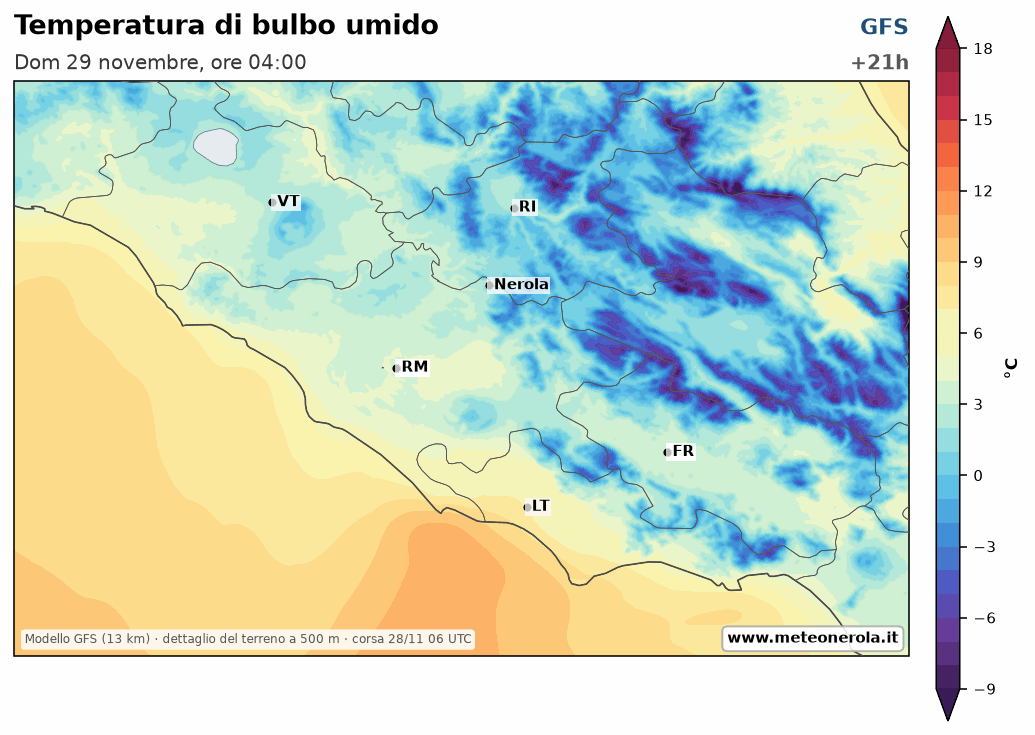 Temperatura di bulbo umido
GFS
Dom 29 novembre, ore 04:00
+21h
VT
RI
Nerola
RM
FR
LT
Modello GFS (13 km) · dettaglio del terreno a 500 m · corsa 28/11 06 UTC
www.meteonerola.it
18
15
12
9
6
3
0
−3
−6
−9
°C